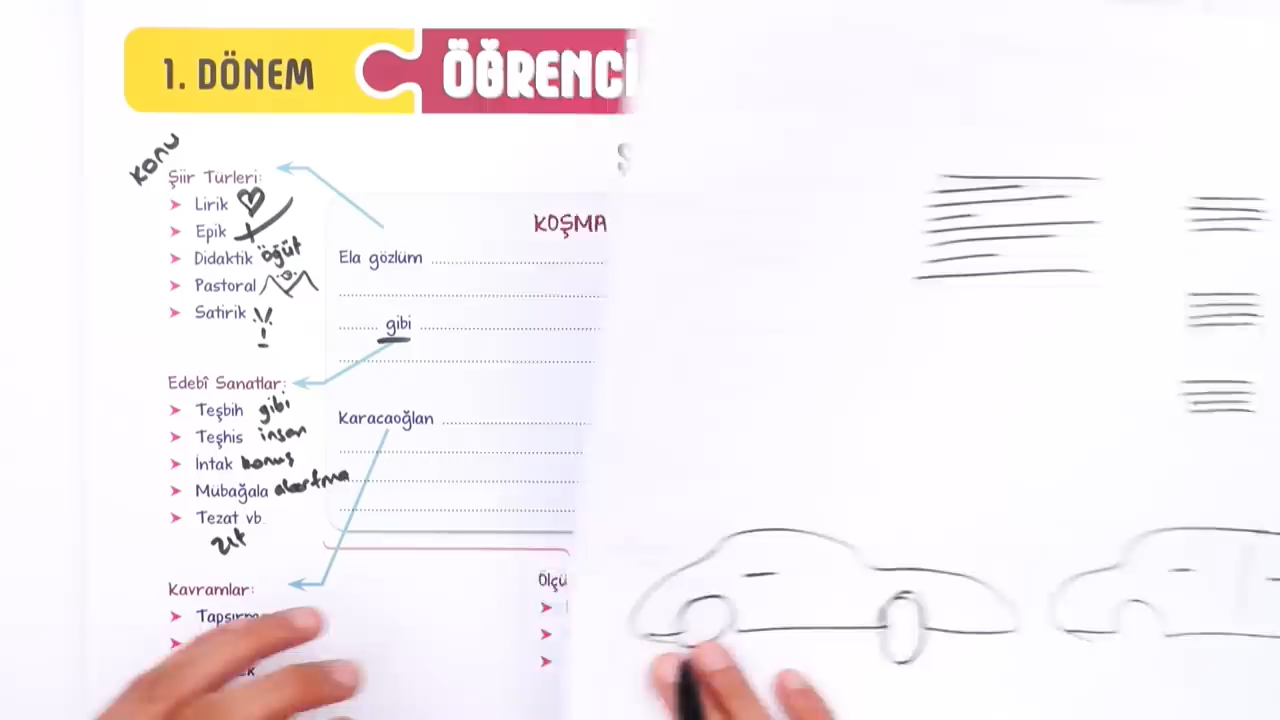 1. DÖNEM
ÖĞRENCİ
Konu
Şiir Türleri:
Lirik
Epik
Didaktik öğüt
Pastoral
Satirik
!
KOŞMA
Ela gözlüm
gibi
Karacaoğlan
Edebî Sanatlar:
Teşbih gibi
Teşhis insan
İntak konuş
Mübağala abartma
Tezat vb.
zıt
Kavramlar:
Tapşırm
Ölçü